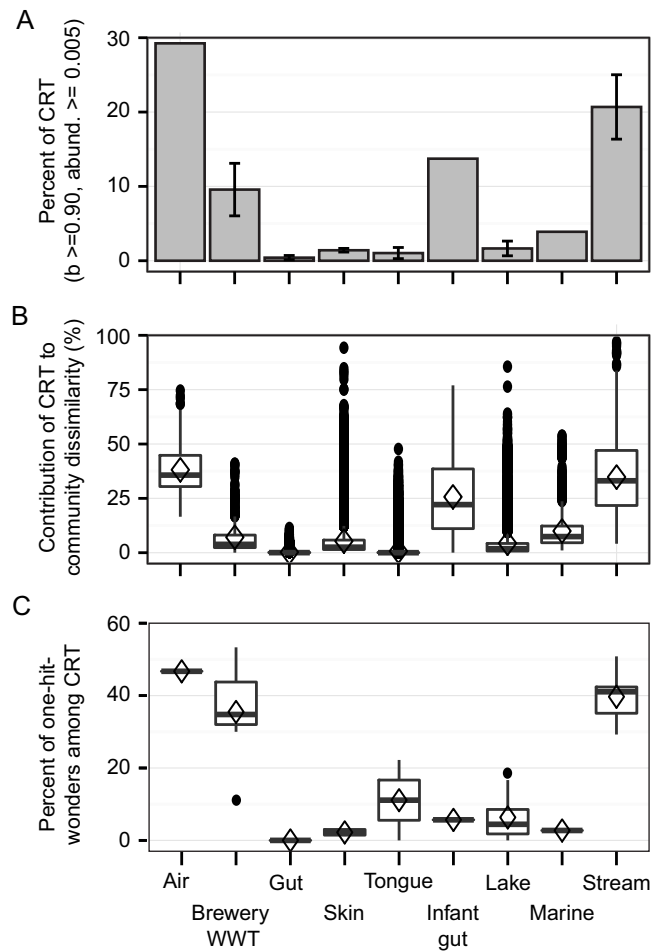 A
Percent of CRT
(b >=0.90, abund. >= 0.005)
30
20
10
0
B
Contribution of CRT to
community dissimilarity (%)
100
75
50
25
0
C
Percent of one-hit-
wonders among CRT
60
40
20
0
Air
Gut
Tongue
Lake
Stream
Brewery
WWT
Skin
Infant
gut
Marine